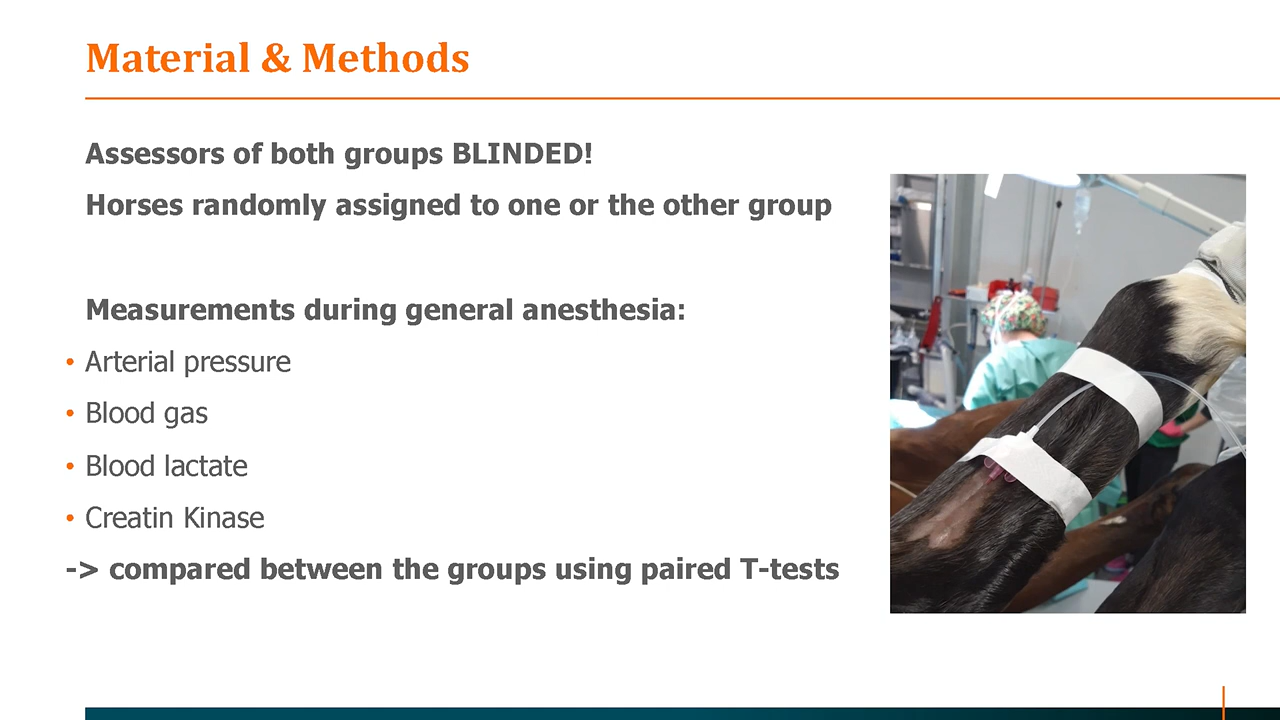 Material & Methods
Assessors of both groups BLINDED!
Horses randomly assigned to one or the other group
Measurements during general anesthesia:
• Arterial pressure
• Blood gas
• Blood lactate
• Creatin Kinase
-> compared between the groups using paired T-tests